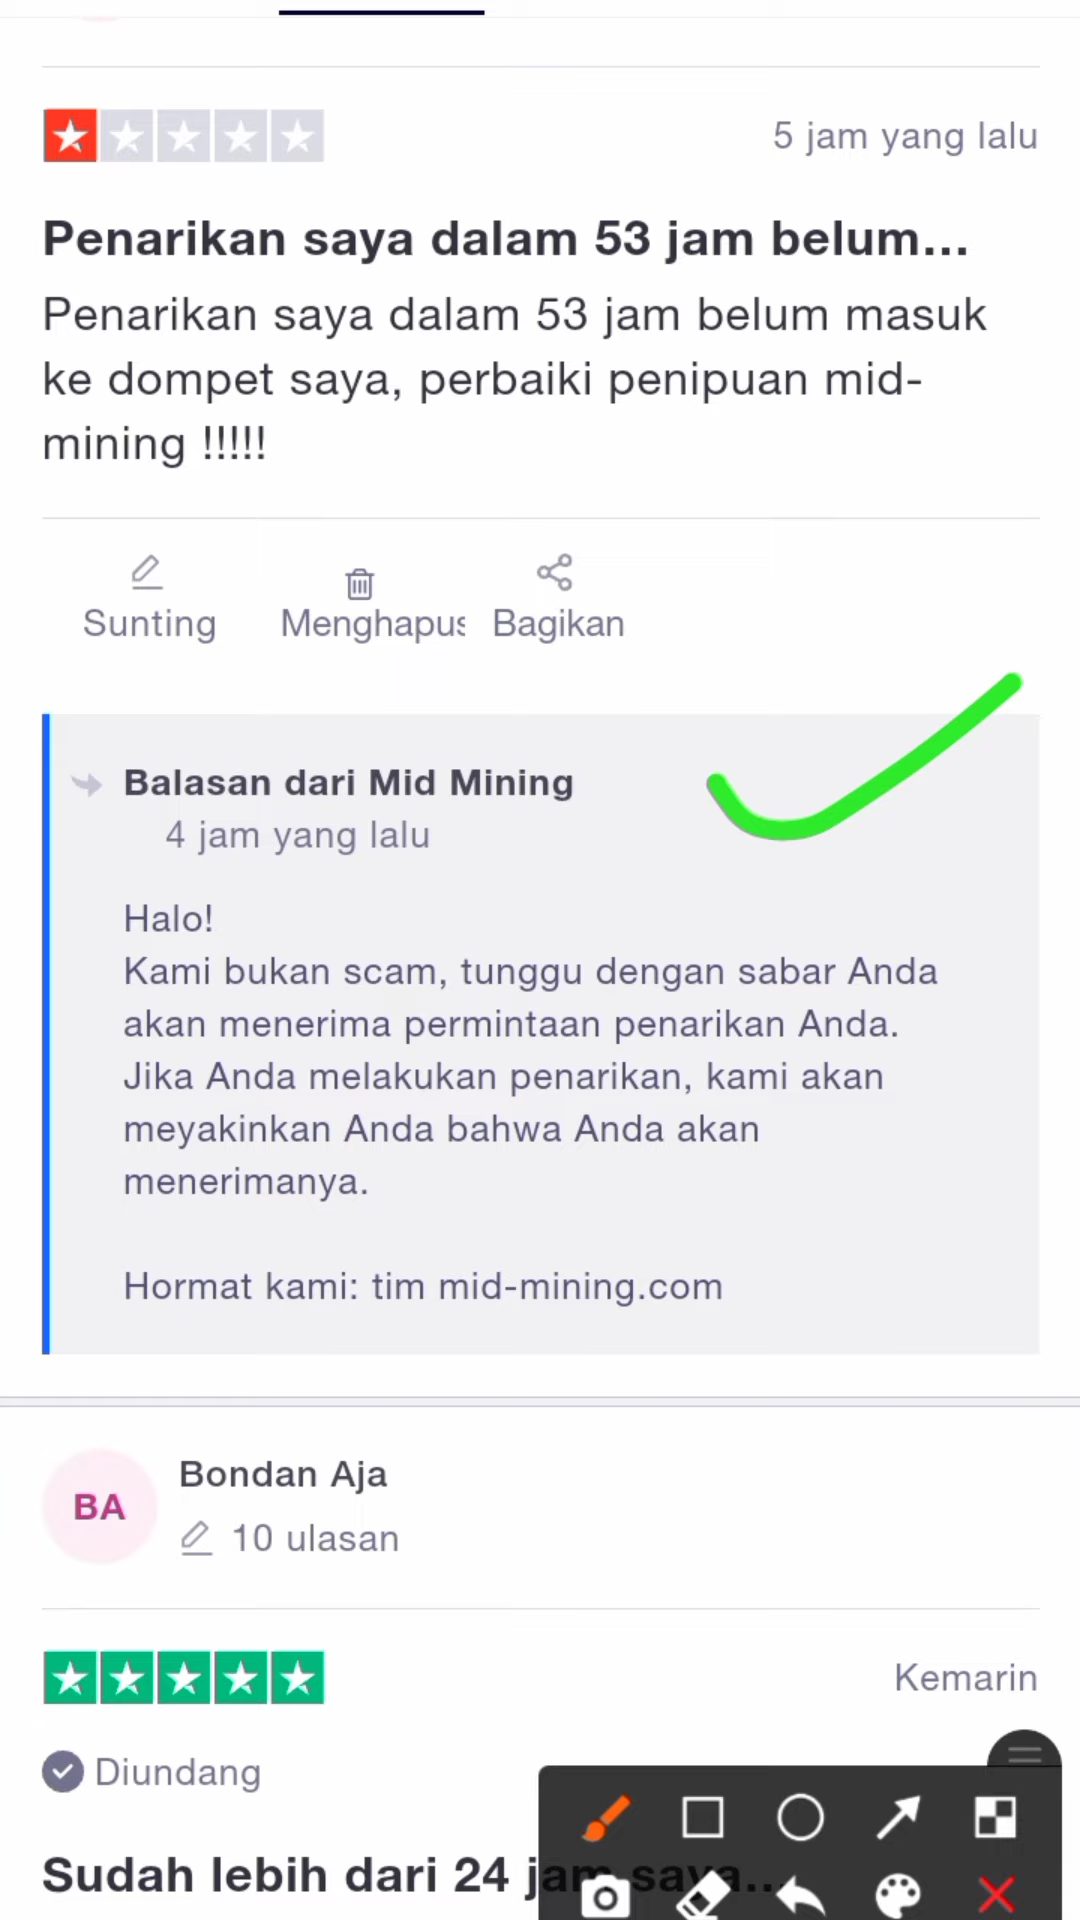 5 jam yang lalu
Penarikan saya dalam 53 jam belum...
Penarikan saya dalam 53 jam belum masuk
ke dompet saya, perbaiki penipuan mid-
mining !!!!!
Sunting
Menghapus
Bagikan
Balasan dari Mid Mining
4 jam yang lalu
Halo!
Kami bukan scam, tunggu dengan sabar Anda
akan menerima permintaan penarikan Anda.
Jika Anda melakukan penarikan, kami akan
meyakinkan Anda bahwa Anda akan
menerimanya.
Hormat kami: tim mid-mining.com
BA
Bondan Aja
10 ulasan
Kemarin
Diundang
Sudah lebih dari 24 jam saya...